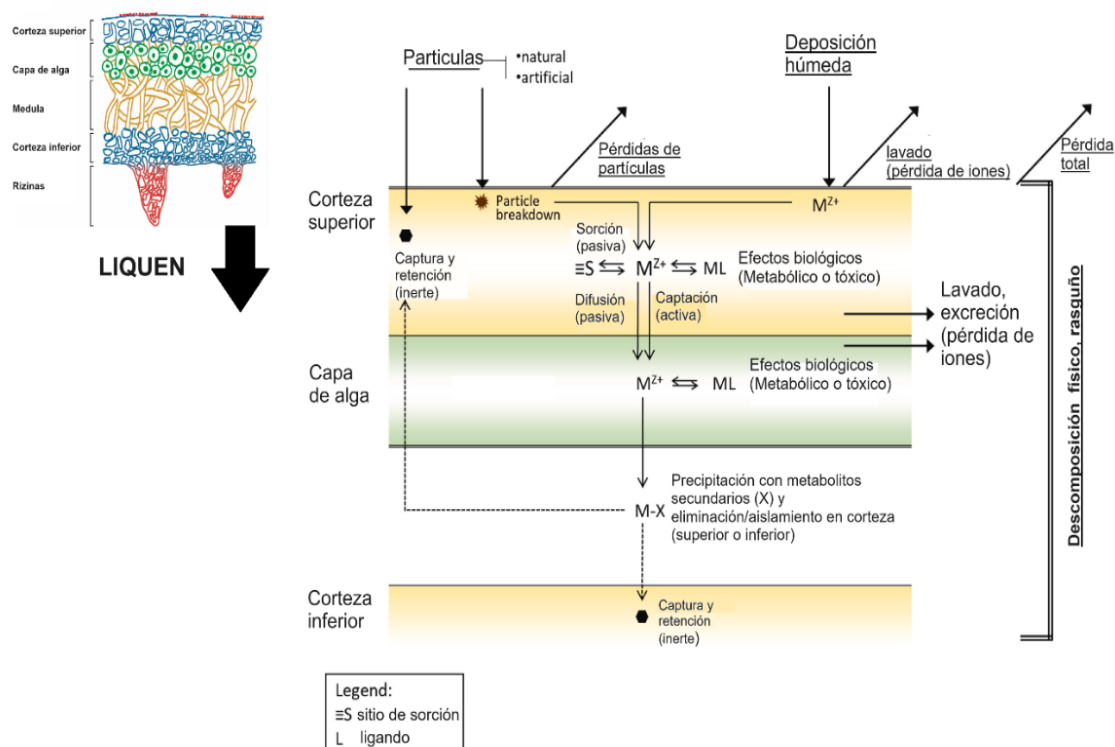 Corteza superior
Capa de alga
Medula
Corteza inferior
Rizinas
LIQUEN
Particulas
•natural
•artificial
Deposición
húmeda
Pérdidas de
partículas
lavado
(pérdida de iones)
Pérdida
total
Corteza
superior
Particle
breakdown
M^Z+
Sorción
(pasiva)
Captura y
retención
(inerte)
≡S ⇆ M^Z+ ⇆ ML
Efectos biológicos
(Metabólico o tóxico)
Difusión
(pasiva)
Captación
(activa)
Lavado,
excreción
(pérdida de
iones)
Capa
de alga
M^Z+ ⇆ ML
Efectos biológicos
(Metabólico o tóxico)
M-X
Precipitación con metabolitos
secundarios (X) y
eliminación/aislamiento en corteza
(superior o inferior)
Corteza
inferior
Captura y
retención
(inerte)
Descomposición físico, rasguño
Legend:
≡S sitio de sorción
L ligando